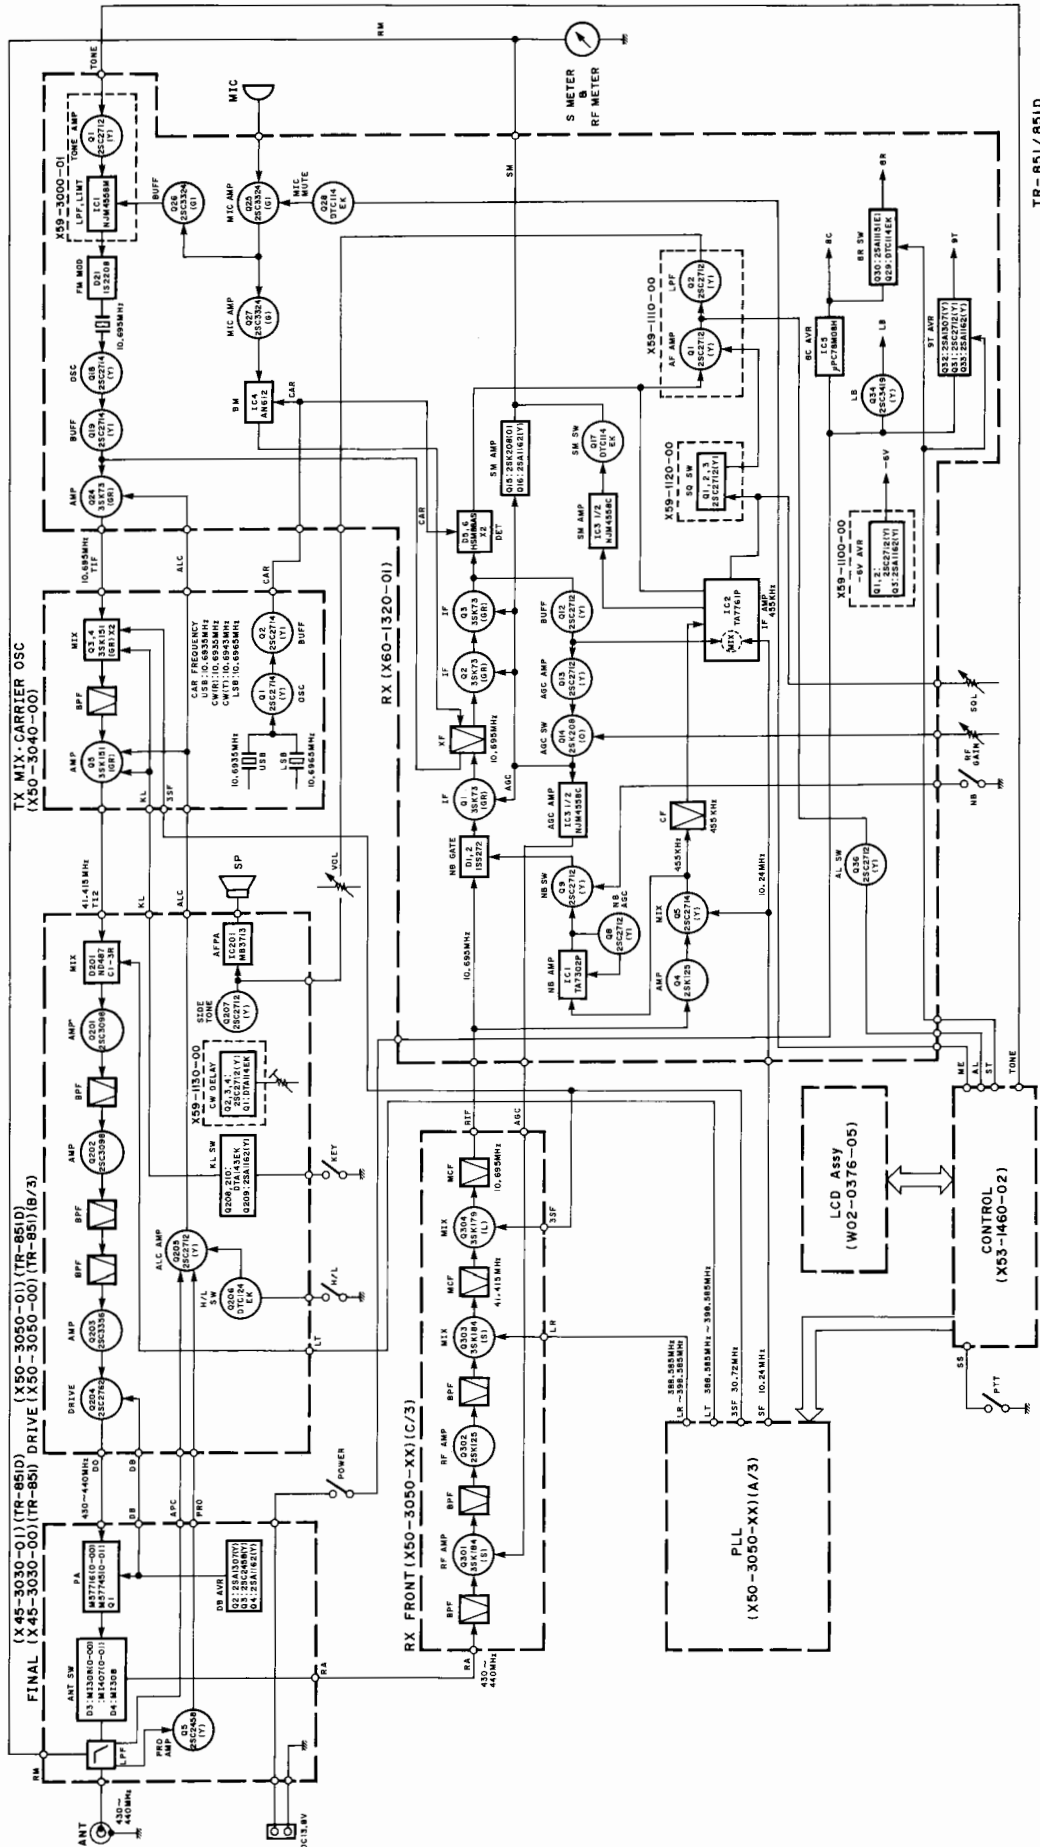 ANT
430~
440MHz
DC13.8V
(X45-3030-01)(TR-851D)
FINAL (X45-3030-00)(TR-851)
RM
LPF
ANT SW
D3:MI308(0-00)
:MI407(0-01)
D4:MI308
PA
M57716(0-00)
M57745(0-01)
Q1
PRO
AMP
Q5
2SC2458
(Y)
DB AVR
Q2:2SA1307(Y)
Q3:2SC2458(Y)
Q4:2SA1162(Y)
430~440MHz
DO
DB
DB
APC
PRO
RA
POWER
(X50-3050-01)(TR-851D)
DRIVE (X50-3050-00)(TR-851)(B/3)
DRIVE
Q204
2SC2762
AMP
Q203
2SC3356
BPF
BPF
AMP
Q202
2SC3098
BPF
AMP
Q201
2SC3098
MIX
D201
ND487
C1-3R
ALC AMP
Q205
2SC2712
(Y)
H/L
SW
Q206
DTC124
EK
H/L
LT
KL SW
Q208,210:
DTA143EK
Q209:2SA1162(Y)
KEY
X59-1130-00
CW DELAY
Q2,3,4:
2SC2712(Y)
Q1:DTA114EK
SIDE
TONE
Q207
2SC2712
(Y)
AFPA
IC201
MB3713
SP
VOL
41.415MHz
TI2
KL
ALC
TX MIX·CARRIER OSC
(X50-3040-00)
AMP
Q5
3SK151
(GR)
BPF
MIX
Q3,4
3SK151
(GR)X2
KL
3SF
10.6935MHz
USB
LSB
10.6965MHz
CAR FREQUENCY
USB:10.6935MHz
CW(R):10.6935MHz
CW(T):10.6943MHz
LSB:10.6965MHz
Q1
2SC2714
(Y)
OSC
Q2
2SC2714
(Y)
BUFF
10.695MHz
TIF
ALC
CAR
AMP
Q24
3SK73
(GR)
BUFF
Q19
2SC2714
(Y)
OSC
Q18
2SC2714
(Y)
10.695MHz
FM MOD
D21
1S2208
X59-3000-01
LPF, LIMT
IC1
NJM4558M
TONE AMP
Q1
2SC2712
(Y)
TONE
RM
BUFF
Q26
2SC3324
(G)
MIC AMP
Q25
2SC3324
(G)
MIC
MIC
MUTE
Q28
DTC114
EK
MIC AMP
Q27
2SC3324
(G)
BM
IC4
AN612
CAR
CAR
RX (X60-1320-01)
10.695MHz
NB GATE
D1,2
1SS272
IF
Q1
3SK73
(GR)
AGC
XF
10.695MHz
IF
Q2
3SK73
(GR)
IF
Q3
3SK73
(GR)
D5,6
HSM88AS
X2
DET
SM AMP
Q15:2SK208(O)
Q16:2SA1162(Y)
SM
S METER
&
RF METER
BUFF
Q12
2SC2712
(Y)
AGC AMP
Q13
2SC2712
(Y)
AGC SW
Q14
2SK208
(O)
AGC AMP
IC3 1/2
NJM4558C
SM AMP
IC3 1/2
NJM4558C
SM SW
Q17
DTC114
EK
NB SW
Q9
2SC2712
(Y)
NB AMP
IC1
TA7302P
Q8
2SC2712
(Y)
NB
AGC
AMP
Q4
2SK125
MIX
Q5
2SC2714
(Y)
455KHz
CF
455KHz
IC2
TA7761P
MIX
IF AMP
455KHz
10.24MHz
X59-1120-00
SQ SW
Q1,2,3
2SC2712(Y)
X59-1110-00
AF AMP
Q1
2SC2712
(Y)
LPF
Q2
2SC2712
(Y)
AL SW
Q36
2SC2712
(Y)
NB
RF
GAIN
SQL
X59-1100-00
-6V AVR
Q1,2:
2SC2712(Y)
Q3:2SA1162(Y)
-6V
LB
Q34
2SC3419
(Y)
LB
8C AVR
IC5
μPC78M08H
8C
8R SW
Q30:2SA1115(E)
Q29:DTC114EK
8R
9T AVR
Q32:2SA1307(Y)
Q31:2SC2712(Y)
Q33:2SA1162(Y)
9T
RX FRONT (X50-3050-XX)(C/3)
RA
430~
440MHz
BPF
RF AMP
Q301
3SK184
(S)
BPF
RF AMP
Q302
2SK125
BPF
MIX
Q303
3SK184
(S)
MCF
41.415MHz
MIX
Q304
3SK179
(L)
MCF
10.695MHz
RIF
AGC
LR
3SF
PLL
(X50-3050-XX)(A/3)
388.585MHz
LR ~398.585MHz
LT 388.585MHz~398.585MHz
3SF 30.72MHz
SF 10.24MHz
LCD Assy
(W02-0376-05)
CONTROL
(X53-1460-02)
SS
PTT
ME
AL
ST
TONE
TR-851/851D